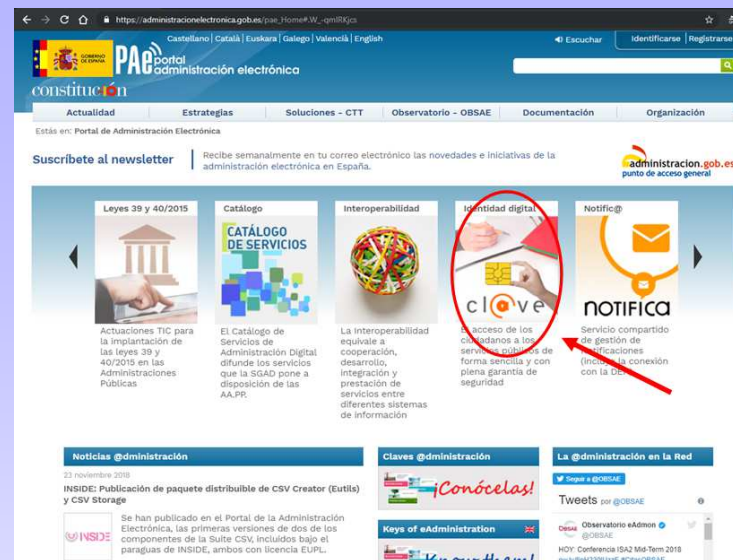 https://administracionelectronica.gob.es/pae_Home#.W_-qmlRKjcs
Castellano | Català | Euskara | Galego | Valencià | English
Escuchar
Identificarse | Registrarse
GOBIERNO DE ESPAÑA
PAe portal
administración electrónica
constitución
Actualidad
Estrategias
Soluciones - CTT
Observatorio - OBSAE
Documentación
Organización
Estás en: Portal de Administración Electrónica
Suscríbete al newsletter
Recibe semanalmente en tu correo electrónico las novedades e iniciativas de la
administración electrónica en España.
administracion.gob.es
punto de acceso general
Leyes 39 y 40/2015
Actuaciones TIC para
la implantación de
las leyes 39 y
40/2015 en las
Administraciones
Públicas
Catálogo
CATÁLOGO
DE SERVICIOS
El Catálogo de
Servicios de
Administración Digital
difunde los servicios
que la SGAD pone a
disposición de las
AA.PP.
Interoperabilidad
La Interoperabilidad
equivale a
cooperación,
desarrollo,
integración y
prestación de
servicios entre
diferentes sistemas
de información
Identidad digital
cl@ve
El acceso de los
ciudadanos a los
servicios públicos de
forma sencilla y con
plena garantía de
seguridad
Notific@
NOTIFICA
Servicio compartido
de gestión de
Notificaciones
con la
Noticias @dministración
23 noviembre 2018
INSIDE: Publicación de paquete distribuible de CSV Creator (Eutils)
y CSV Storage
INSIDE
Se han publicado en el Portal de la Administración
Electrónica, las primeras versiones de dos de los
componentes de la Suite CSV, incluidos bajo el
paraguas de INSIDE, ambos con licencia EUPL.
Claves @dministración
¡Conócelas!
Keys of eAdministration
Know them!
La @dministración en la Red
Seguir a @OBSAE
Tweets por @OBSAE
OBSAE
Observatorio eAdmon
@OBSAE
HOY: Conferencia ISA2 Mid-Term 2018